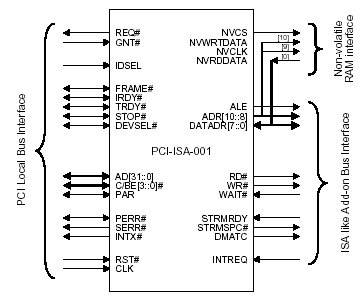 REQ#
GNT#
IDSEL
FRAME#
IRDY#
TRDY#
STOP#
DEVSEL#
PCI-ISA-001
AD[31::0]
C/BE[3::0]#
PAR
PERR#
SERR#
INTX#
RST#
CLK
NVCS
NVWRTDATA
NVCLK
NVRDDATA
[10]
[9]
[0]
ALE
ADR[10::8]
DATADR[7::0]
RD#
WR#
WAIT#
STRMRDY
STRMSPC#
DMATC
INTREQ
PCI Local Bus Interface
Non-volatile
RAM interface
ISA like Add-on Bus Interface